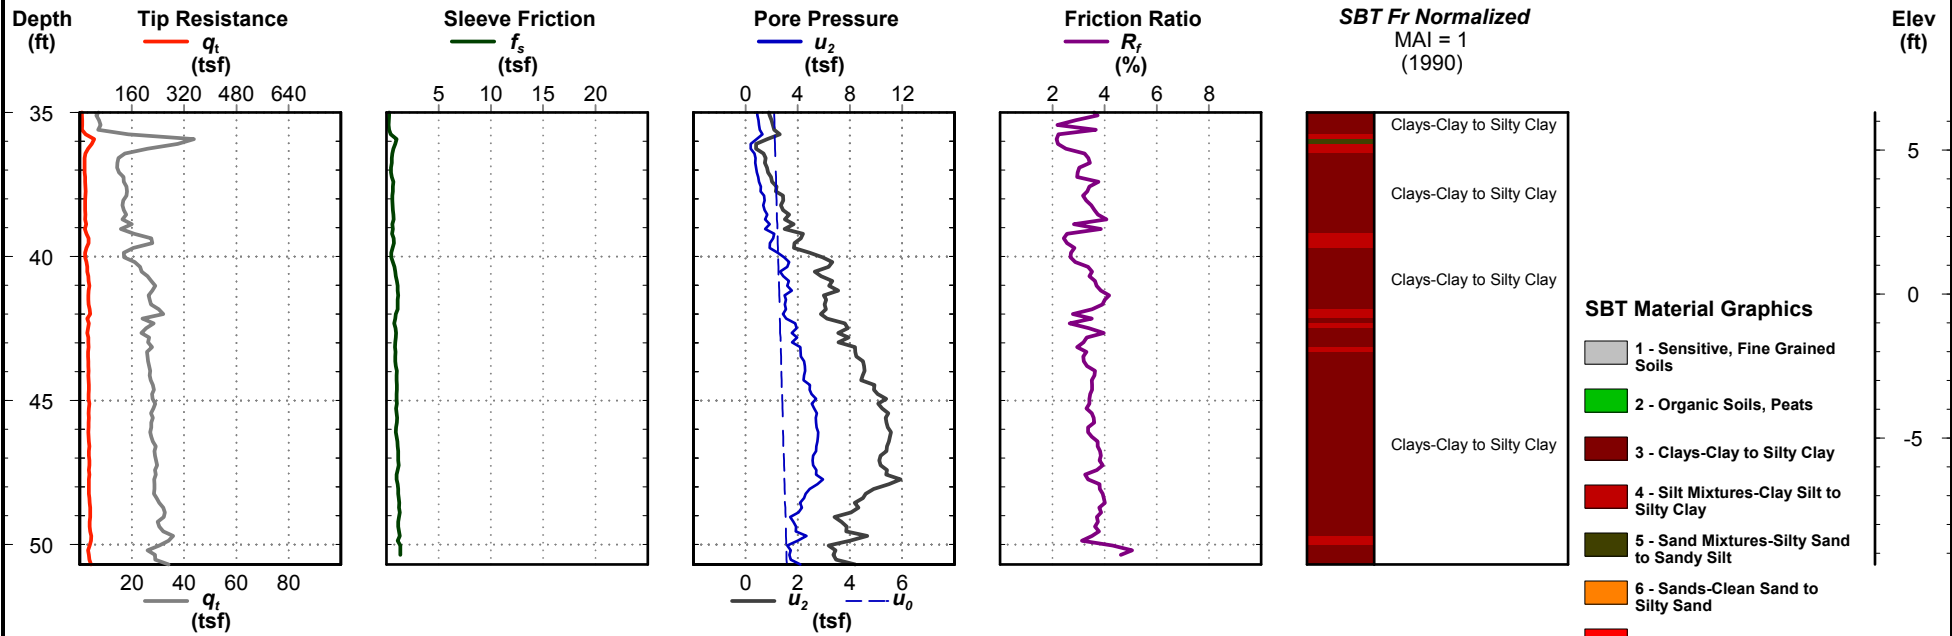 Depth
(ft)
Tip Resistance
qt
(tsf)
160 320 480 640
Sleeve Friction
fs
(tsf)
5 10 15 20
Pore Pressure
u2
(tsf)
0 4 8 12
Friction Ratio
Rf
(%)
2 4 6 8
SBT Fr Normalized
MAI = 1
(1990)
Elev
(ft)
35
40
45
50
Clays-Clay to Silty Clay
Clays-Clay to Silty Clay
Clays-Clay to Silty Clay
Clays-Clay to Silty Clay
5
0
-5
20 40 60 80
qt
(tsf)
0 2 4 6
u2
u0
(tsf)
SBT Material Graphics
1 - Sensitive, Fine Grained
Soils
2 - Organic Soils, Peats
3 - Clays-Clay to Silty Clay
4 - Silt Mixtures-Clay Silt to
Silty Clay
5 - Sand Mixtures-Silty Sand
to Sandy Silt
6 - Sands-Clean Sand to
Silty Sand